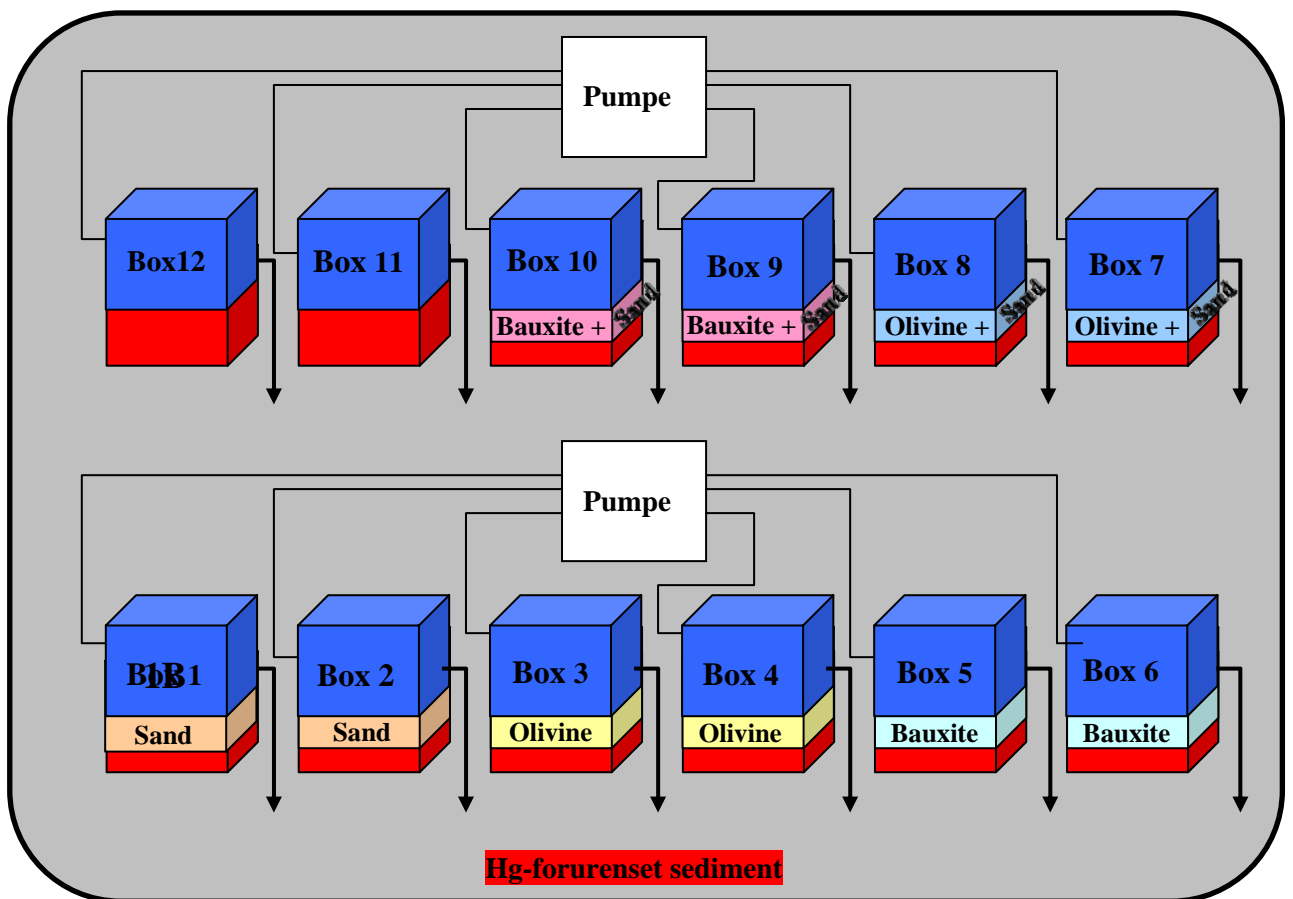 Pumpe
Box12
Box 11
Box 10
Box 9
Box 8
Box 7
Bauxite + Sand
Bauxite + Sand
Olivine + Sand
Olivine + Sand
Pumpe
Box 1
Box 2
Box 3
Box 4
Box 5
Box 6
Sand
Sand
Olivine
Olivine
Bauxite
Bauxite
Hg-forurenset sediment